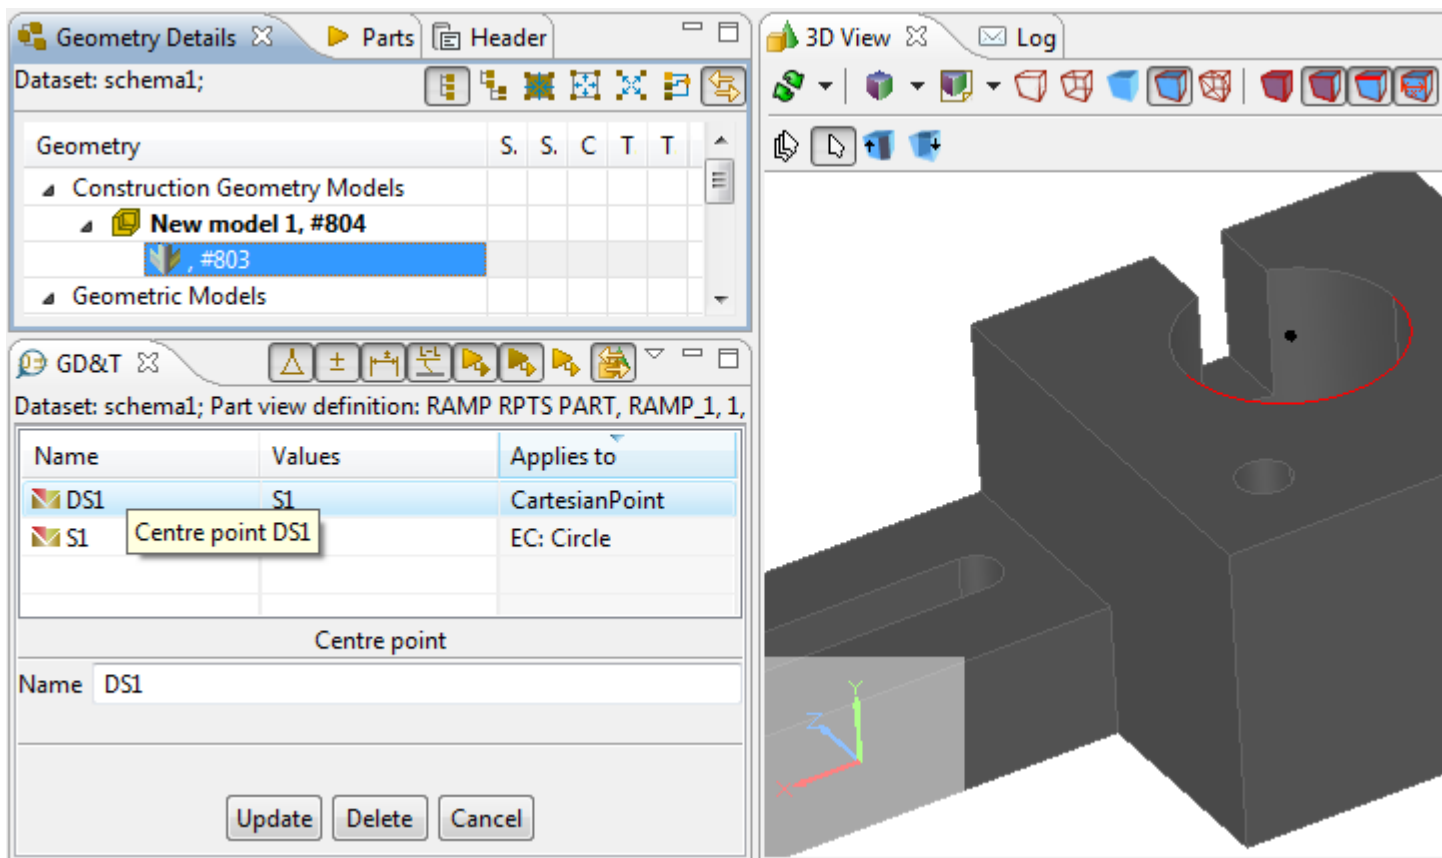 Geometry Details Parts Header
Dataset: schema1;
Geometry S. S. C T T
Construction Geometry Models
New model 1, #804
, #803
Geometric Models
GD&T
Dataset: schema1; Part view definition: RAMP RPTS PART, RAMP_1, 1,
Name Values Applies to
DS1 S1 CartesianPoint
Centre point DS1
S1 EC: Circle
Centre point
Name DS1
Update Delete Cancel
3D View Log
Y
Z
X